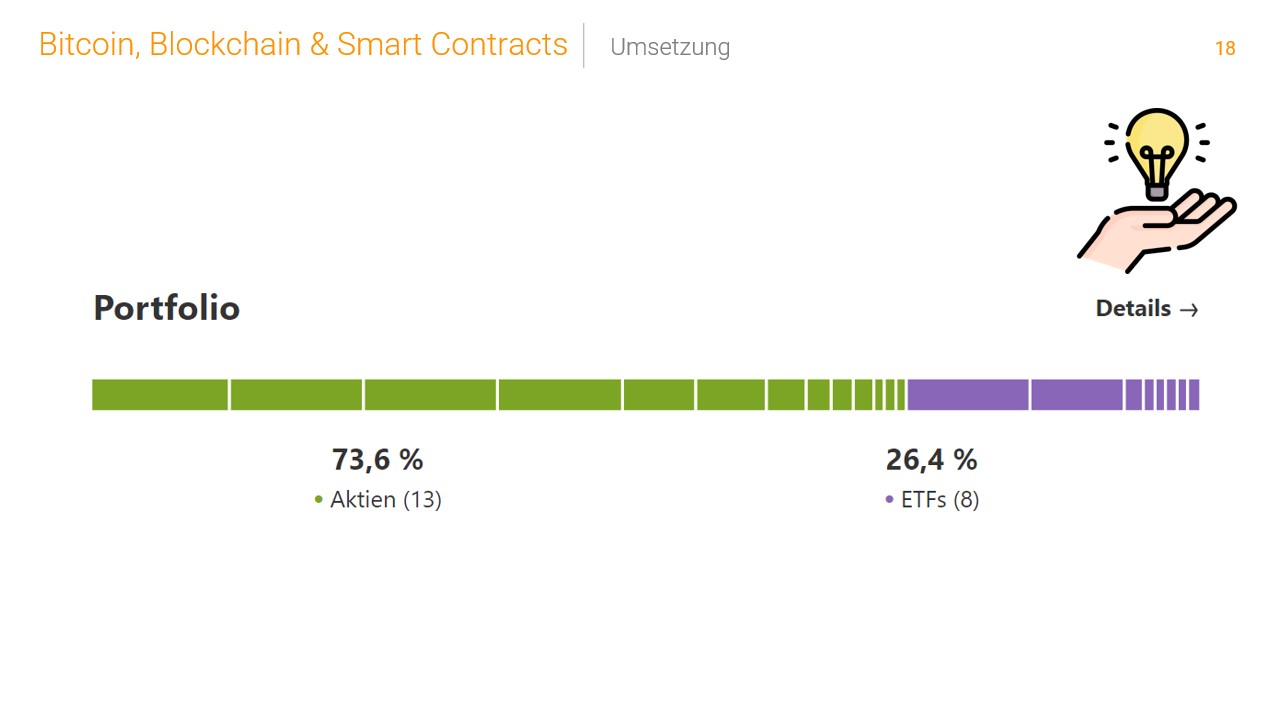 Bitcoin, Blockchain & Smart Contracts
Umsetzung
18
Portfolio
Details →
73,6 %
26,4 %
• Aktien (13)
• ETFs (8)